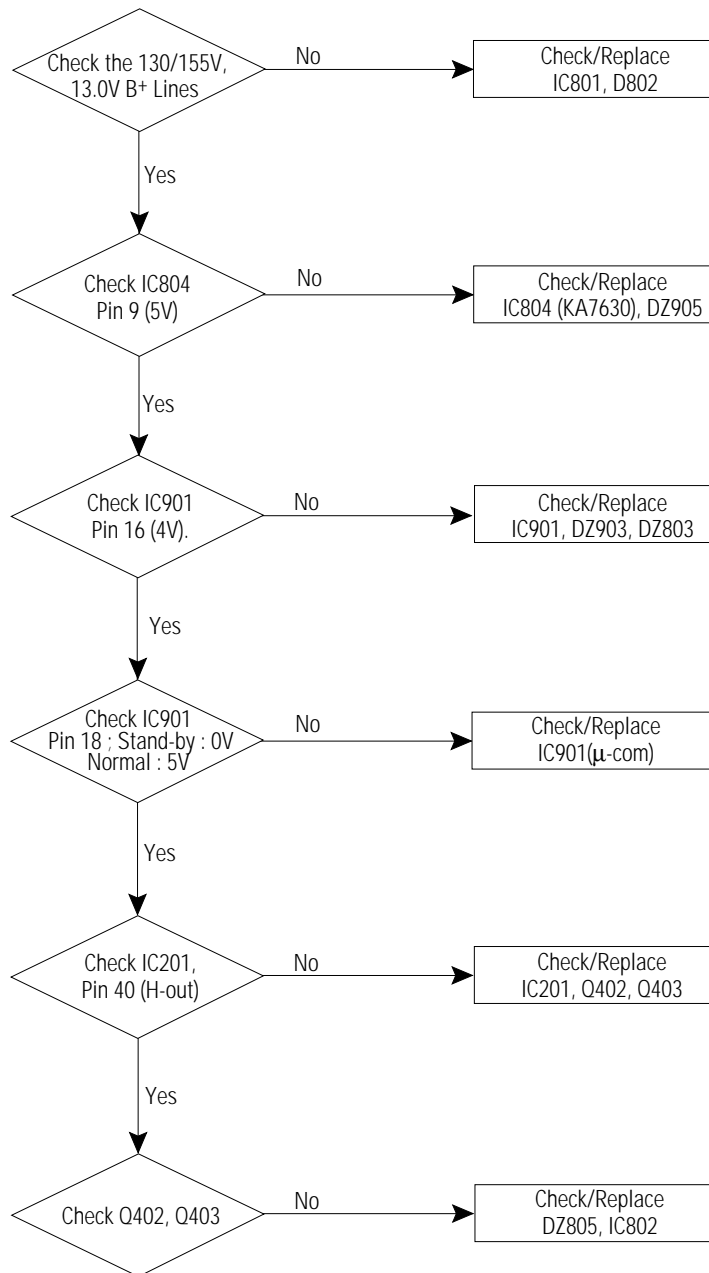 Check the 130/155V,
13.0V B+ Lines
No
Check/Replace
IC801, D802
Yes
Check IC804
Pin 9 (5V)
No
Check/Replace
IC804 (KA7630), DZ905
Yes
Check IC901
Pin 16 (4V).
No
Check/Replace
IC901, DZ903, DZ803
Yes
Check IC901
Pin 18 ; Stand-by : 0V
Normal : 5V
No
Check/Replace
IC901(μ-com)
Yes
Check IC201,
Pin 40 (H-out)
No
Check/Replace
IC201, Q402, Q403
Yes
Check Q402, Q403
No
Check/Replace
DZ805, IC802